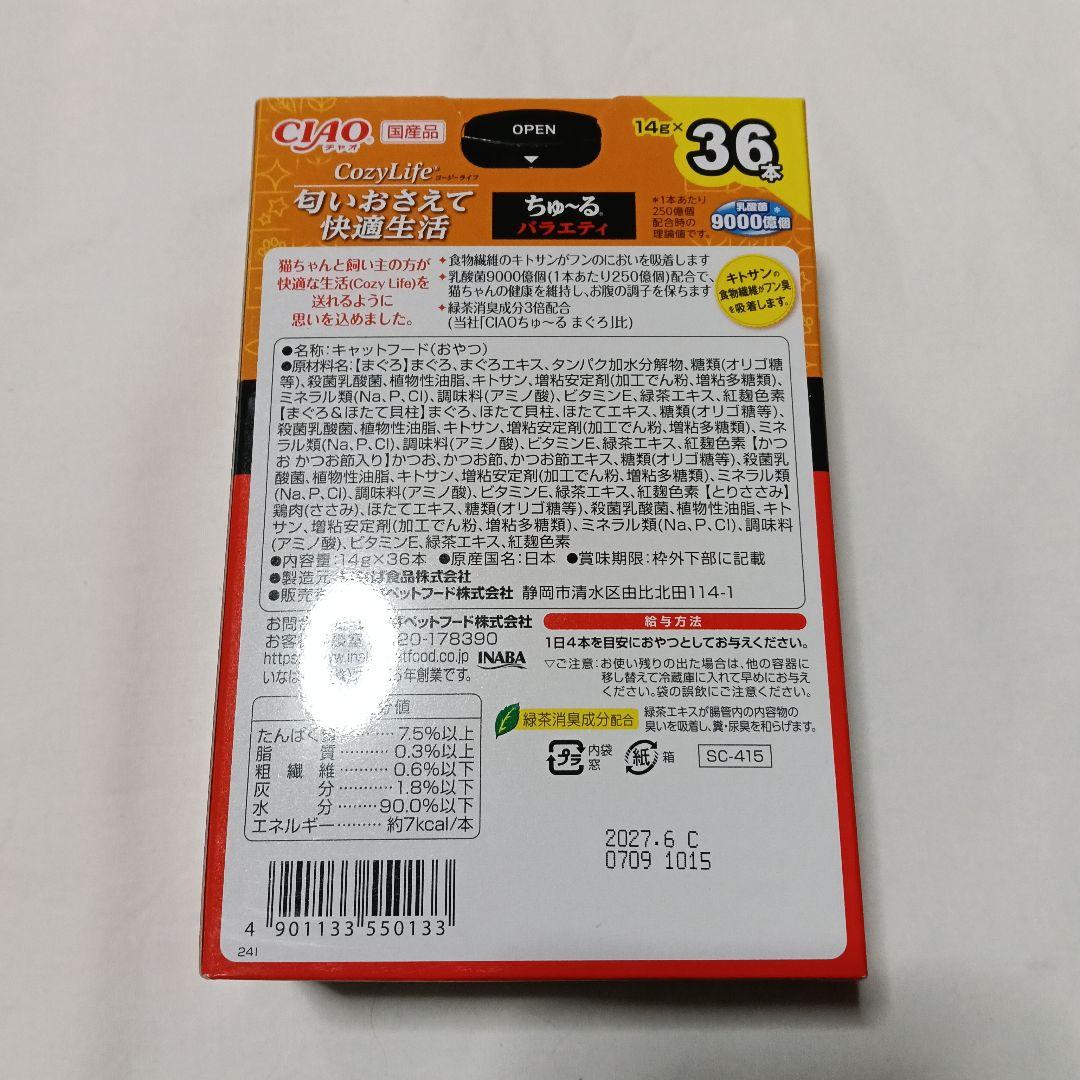 CIAO
チャオ
国産品
OPEN
14g×36本
CozyLife
コージーライフ
匂いおさえて
快適生活
ちゅ～る
バラエティ
*1本あたり
250億個
配合時の
理論値です。
乳酸菌*
9000億個
猫ちゃんと飼い主の方が
快適な生活(Cozy Life)を
送れるように
思いを込めました。
食物繊維のキトサンがフンのにおいを吸着します
乳酸菌9000億個(1本あたり250億個)配合で、
猫ちゃんの健康を維持し、お腹の調子を保ちます
緑茶消臭成分3倍配合
(当社「CIAOちゅ～る まぐろ」比)
キトサンの
食物繊維がフン臭
を吸着します。
●名称:キャットフード(おやつ)
●原材料名:【まぐろ】まぐろ、まぐろエキス、タンパク加水分解物、糖類(オリゴ糖
等)、殺菌乳酸菌、植物性油脂、キトサン、増粘安定剤(加工でん粉、増粘多糖類)、
ミネラル類(Na、P、Cl)、調味料(アミノ酸)、ビタミンE、緑茶エキス、紅麹色素
【まぐろ&ほたて貝柱】まぐろ、ほたて貝柱、ほたてエキス、糖類(オリゴ糖等)、
殺菌乳酸菌、植物性油脂、キトサン、増粘安定剤(加工でん粉、増粘多糖類)、ミネ
ラル類(Na、P、Cl)、調味料(アミノ酸)、ビタミンE、緑茶エキス、紅麹色素【かつ
お かつお節入り】かつお、かつお節、かつお節エキス、糖類(オリゴ糖等)、殺菌乳
酸菌、植物性油脂、キトサン、増粘安定剤(加工でん粉、増粘多糖類)、ミネラル類
(Na、P、Cl)、調味料(アミノ酸)、ビタミンE、緑茶エキス、紅麹色素【とりささみ】
鶏肉(ささみ)、ほたてエキス、糖類(オリゴ糖等)、殺菌乳酸菌、植物性油脂、キト
サン、増粘安定剤(加工でん粉、増粘多糖類)、ミネラル類(Na、P、Cl)、調味料
(アミノ酸)、ビタミンE、緑茶エキス、紅麹色素
●内容量:14g×36本 ●原産国名:日本 ●賞味期限:枠外下部に記載
●製造元 ば食品株式会社
●販売 ペットフード株式会社 静岡市清水区由比北田114-1
お問 ペットフード株式会社
お客 談室 20-178390
https: w.ina etfood.co.jp INABA
いなば 年創業です。
給与方法
1日4本を目安におやつとしてお与えください。
▽ご注意:お使い残りの出た場合は、他の容器に
移し替えて冷蔵庫に入れて早めにお与え
ください。袋の誤飲にご注意ください。
緑茶消臭成分配合
緑茶エキスが腸管内の内容物の
臭いを吸着し、糞・尿臭を和らげます。
プラ 内袋 窓
紙 箱
SC-415
分値
たんぱく 7.5%以上
脂質 0.3%以上
粗繊維 0.6%以下
灰分 1.8%以下
水分 90.0%以下
エネルギー 約7kcal/本
2027.6 C
0709 1015
4 901133 550133
241